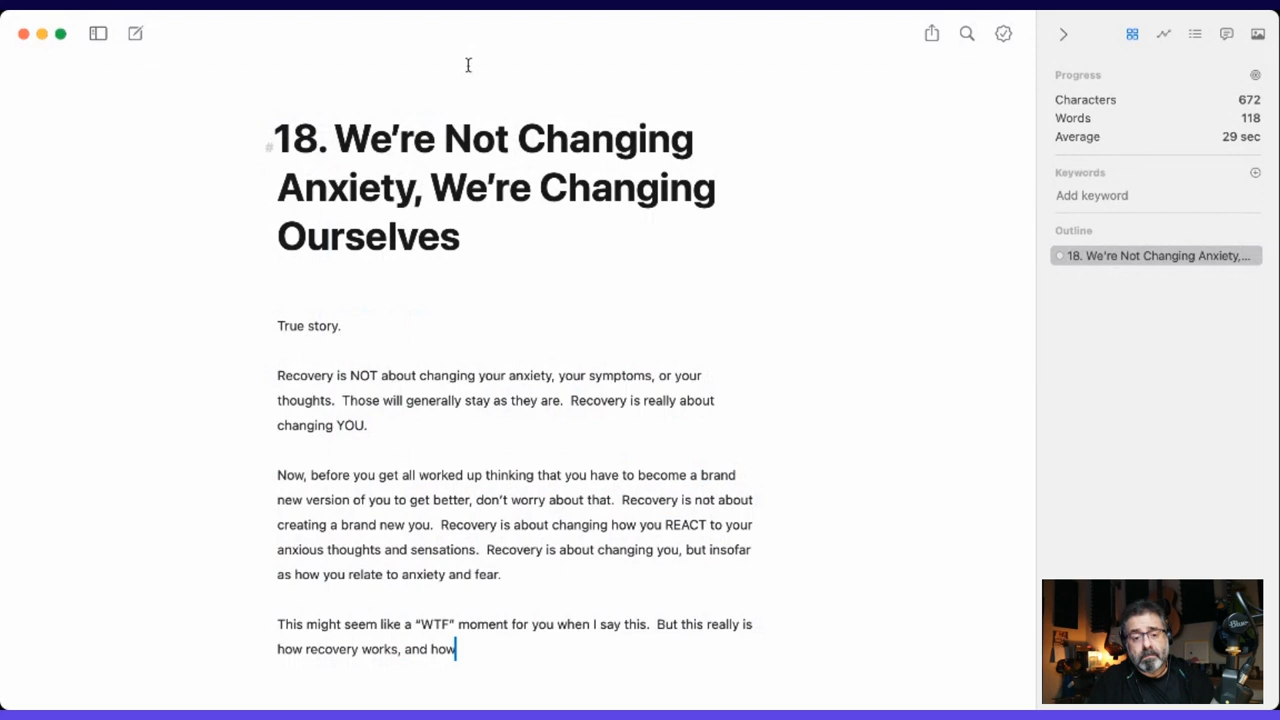 # 18. We're Not Changing
Anxiety, We're Changing
Ourselves
True story.
Recovery is NOT about changing your anxiety, your symptoms, or your
thoughts.  Those will generally stay as they are.  Recovery is really about
changing YOU.
Now, before you get all worked up thinking that you have to become a brand
new version of you to get better, don't worry about that.  Recovery is not about
creating a brand new you.  Recovery is about changing how you REACT to your
anxious thoughts and sensations.  Recovery is about changing you, but insofar
as how you relate to anxiety and fear.
This might seem like a “WTF” moment for you when I say this.  But this really is
how recovery works, and how
Progress
Characters 672
Words 118
Average 29 sec
Keywords
Add keyword
Outline
18. We're Not Changing Anxiety,...
Blue